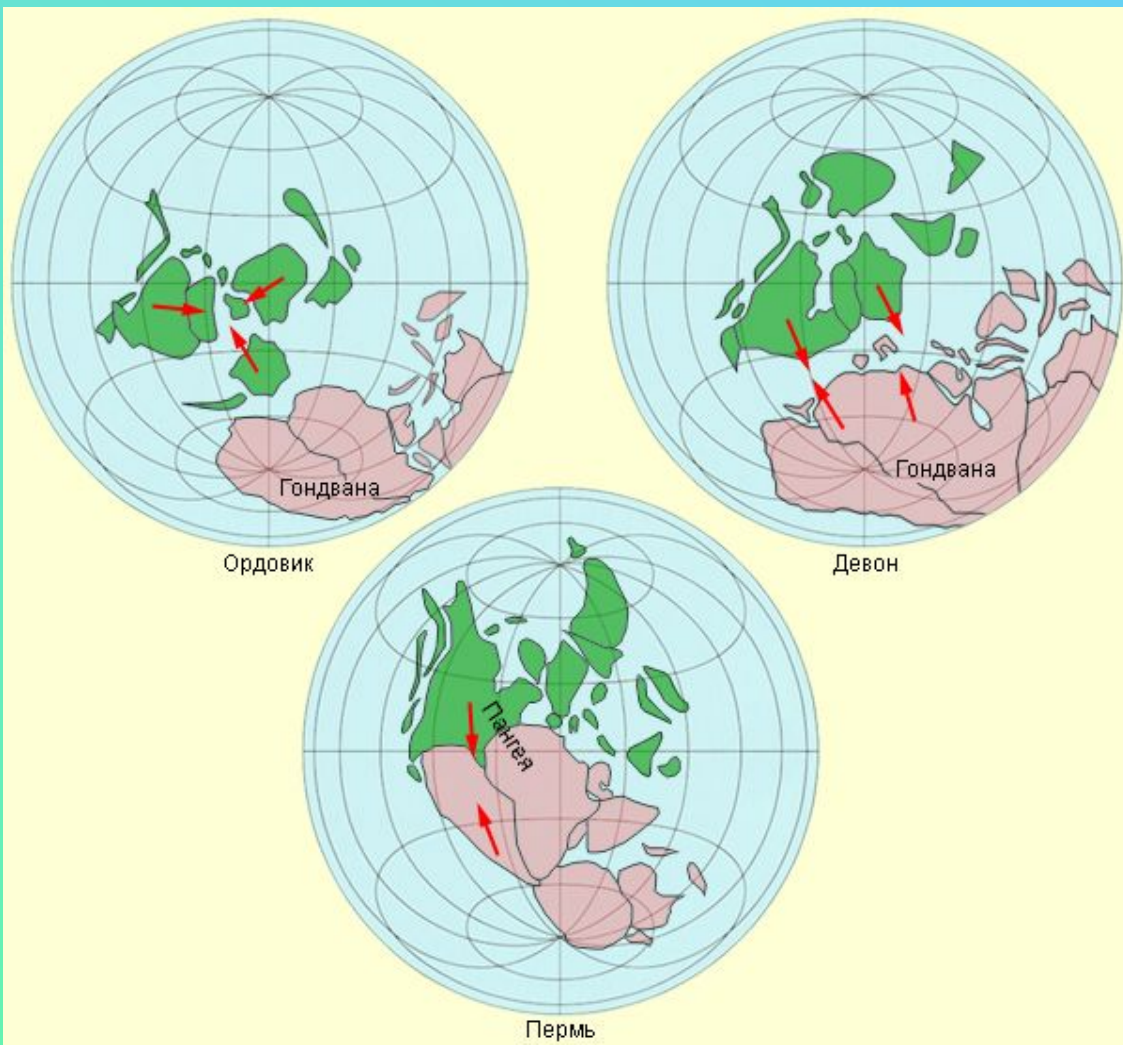 Гондвана
Ордовик
Гондвана
Девон
Пангея
Пермь